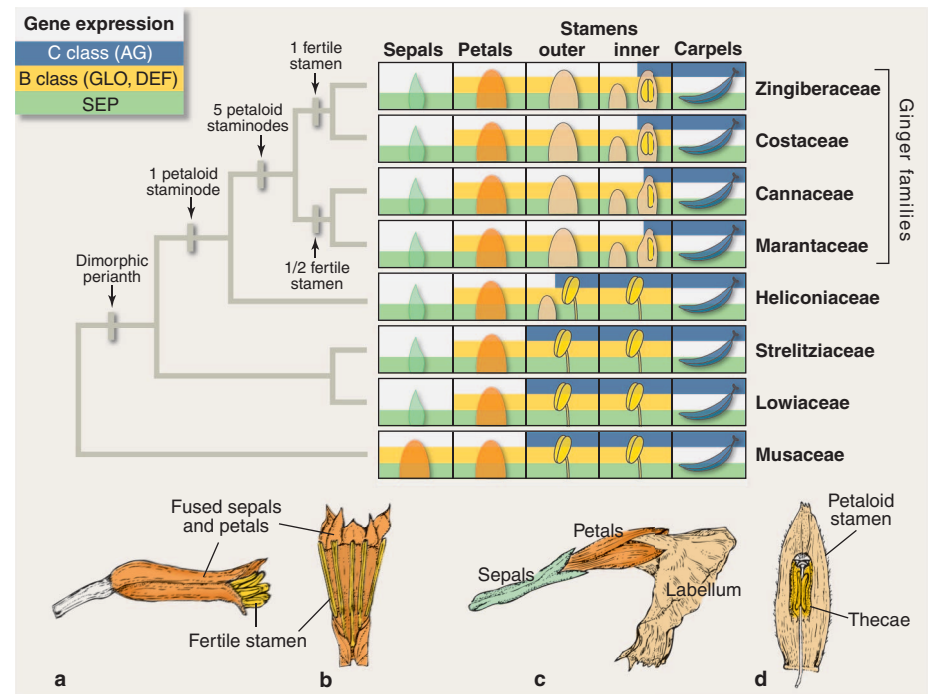 Gene expression
C class (AG)
B class (GLO, DEF)
SEP
Stamens
Sepals Petals outer inner Carpels
1 fertile
stamen
5 petaloid
staminodes
1 petaloid
staminode
Dimorphic
perianth
1/2 fertile
stamen
Zingiberaceae
Costaceae
Cannaceae
Marantaceae
Heliconiaceae
Strelitziaceae
Lowiaceae
Musaceae
Ginger families
Fused sepals
and petals
Fertile stamen
Sepals
Petals
Labellum
Petaloid
stamen
Thecae
a b c d